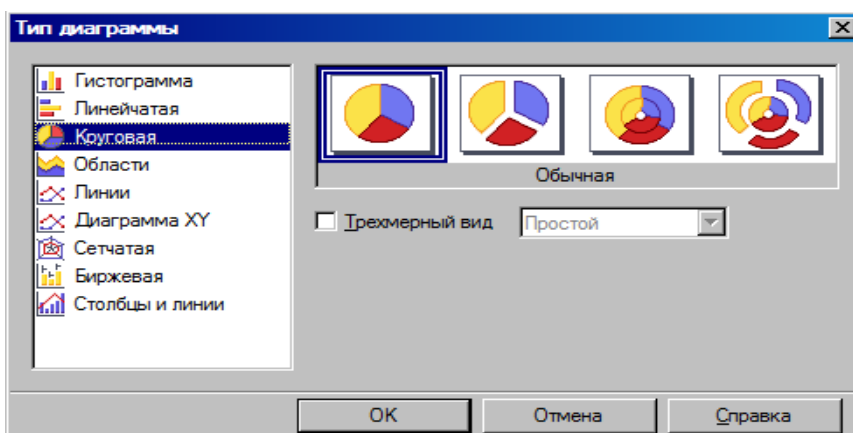 Тип диаграммы
Гистограмма
Линейчатая
Круговая
Области
Линии
Диаграмма XY
Сетчатая
Биржевая
Столбцы и линии
Обычная
Трехмерный вид
Простой
OK
Отмена
Справка